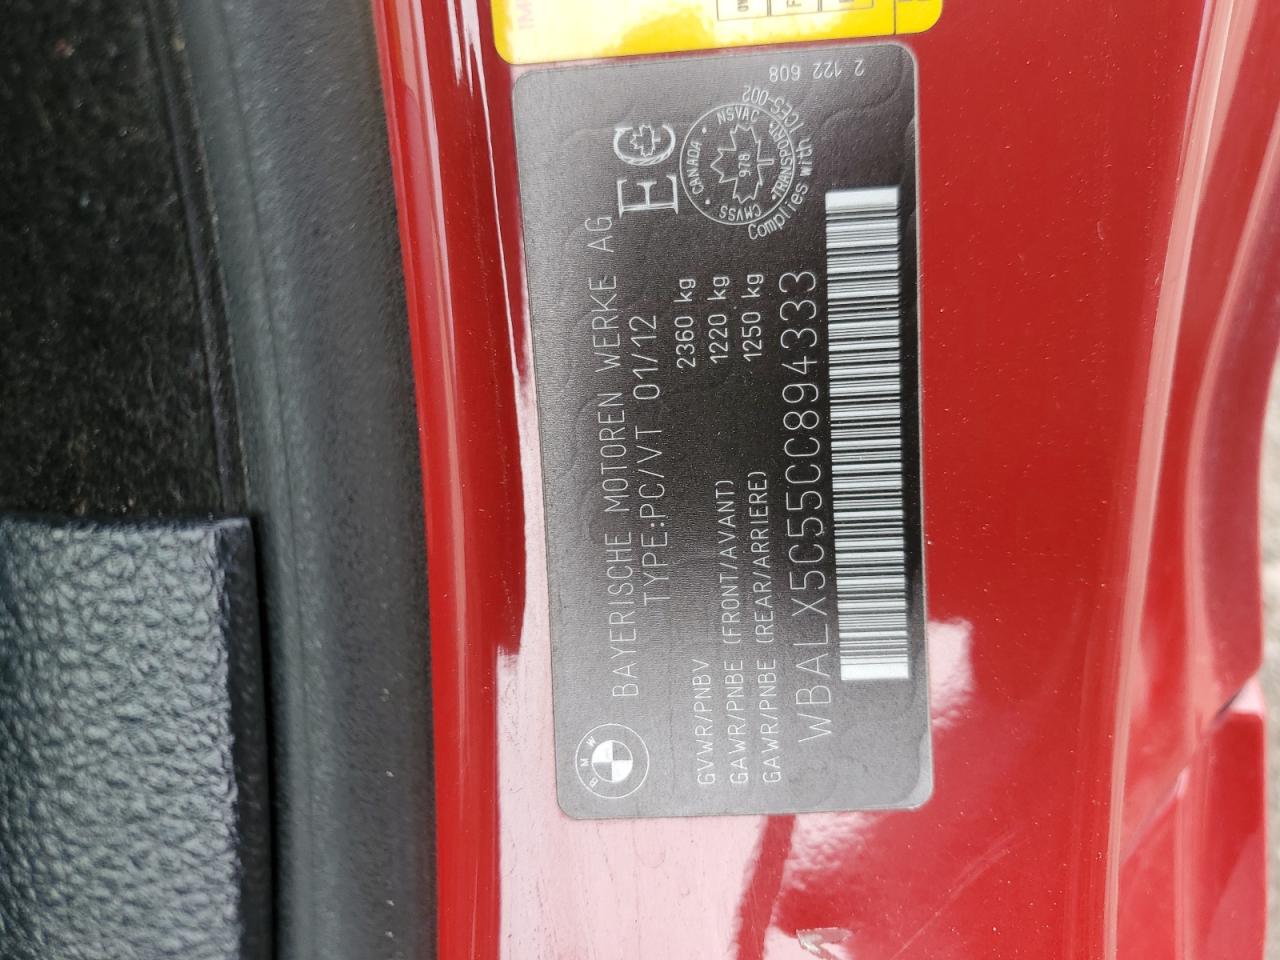 BMW
BAYERISCHE MOTOREN WERKE AG
TYPE:PC/VT 01/12
GVWR/PNBV 2360 kg
GAWR/PNBE (FRONT/AVANT) 1220 kg
GAWR/PNBE (REAR/ARRIERE) 1250 kg
WBALX5C55CC894333
EC
CANADA · NSVAC
978
CMVSS · TRANSPORT
Complies with ICES-002
2 122 608